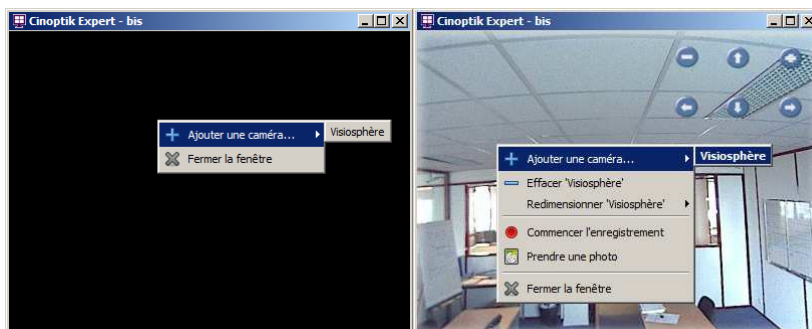 Cinoptik Expert - bis
Ajouter une caméra...
Visiosphère
Fermer la fenêtre
Cinoptik Expert - bis
Ajouter une caméra...
Visiosphère
Effacer 'Visiosphère'
Redimensionner 'Visiosphère'
Commencer l'enregistrement
Prendre une photo
Fermer la fenêtre